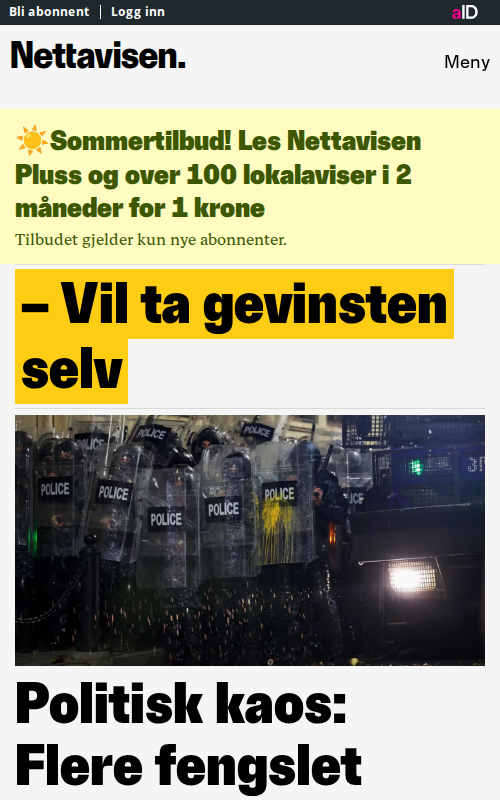 Bli abonnent
Logg inn
aID
Nettavisen.
Meny
Sommertilbud! Les Nettavisen
Pluss og over 100 lokalaviser i 2
måneder for 1 krone
Tilbudet gjelder kun nye abonnenter.
– Vil ta gevinsten
selv
POLICE
POLICE
POLICE
POLICE
POLICE
POLICE
POLICE
POLICE
Politisk kaos:
Flere fengslet